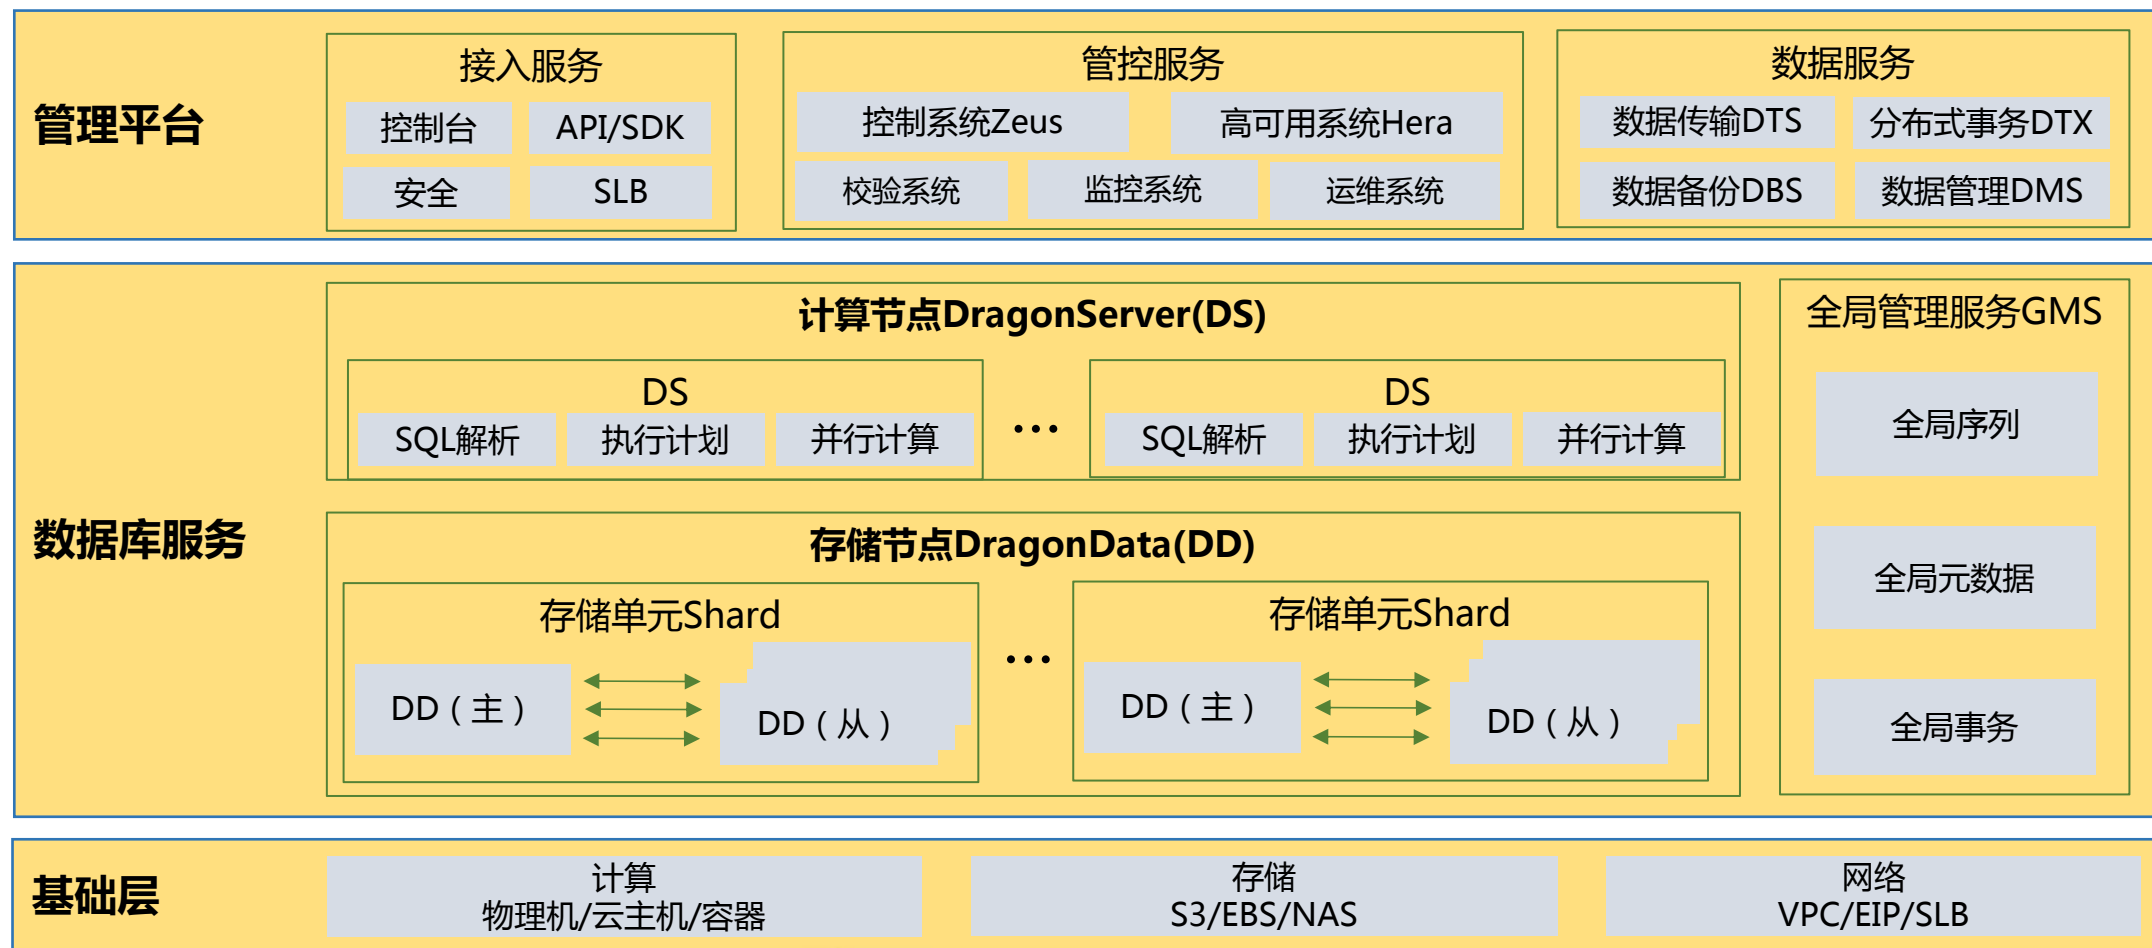 管理平台
接入服务
控制台
API/SDK
安全
SLB
管控服务
控制系统Zeus
高可用系统Hera
校验系统
监控系统
运维系统
数据服务
数据传输DTS
分布式事务DTX
数据备份DBS
数据管理DMS
数据库服务
计算节点DragonServer(DS)
DS
SQL解析
执行计划
并行计算
...
DS
SQL解析
执行计划
并行计算
存储节点DragonData(DD)
存储单元Shard
DD（主）
DD（从）
...
存储单元Shard
DD（主）
DD（从）
全局管理服务GMS
全局序列
全局元数据
全局事务
基础层
计算
物理机/云主机/容器
存储
S3/EBS/NAS
网络
VPC/EIP/SLB